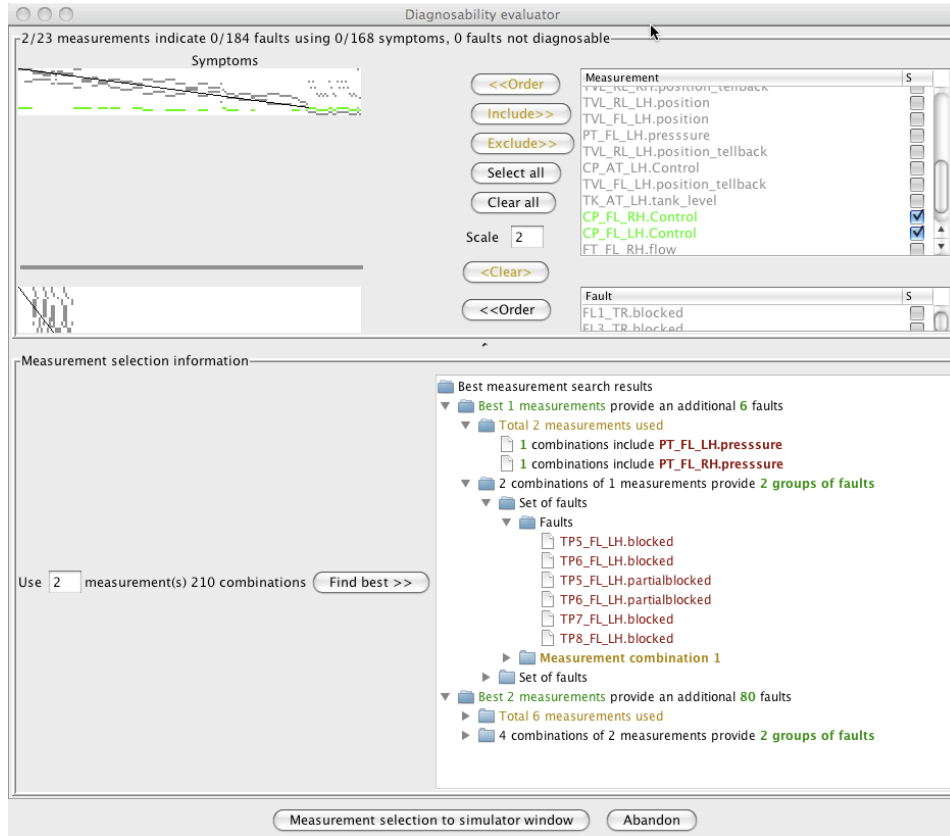 Diagnosability evaluator
2/23 measurements indicate 0/184 faults using 0/168 symptoms, 0 faults not diagnosable
Symptoms
<<Order
Include>>
Exclude>>
Select all
Clear all
Scale 2
<Clear>
<<Order
Measurement S
TVL_RL_RH.position_tellback
TVL_RL_LH.position
TVL_FL_LH.position
PT_FL_LH.presssure
TVL_RL_LH.position_tellback
CP_AT_LH.Control
TVL_FL_LH.position_tellback
TK_AT_LH.tank_level
CP_FL_RH.Control
CP_FL_LH.Control
FT_FL_RH.flow
Fault S
FL1_TR.blocked
FL3_TR.blocked
Measurement selection information
Use 2 measurement(s) 210 combinations Find best >>
Best measurement search results
Best 1 measurements provide an additional 6 faults
Total 2 measurements used
1 combinations include PT_FL_LH.presssure
1 combinations include PT_FL_RH.presssure
2 combinations of 1 measurements provide 2 groups of faults
Set of faults
Faults
TP5_FL_LH.blocked
TP6_FL_LH.blocked
TP5_FL_LH.partialblocked
TP6_FL_LH.partialblocked
TP7_FL_LH.blocked
TP8_FL_LH.blocked
Measurement combination 1
Set of faults
Best 2 measurements provide an additional 80 faults
Total 6 measurements used
4 combinations of 2 measurements provide 2 groups of faults
Measurement selection to simulator window
Abandon